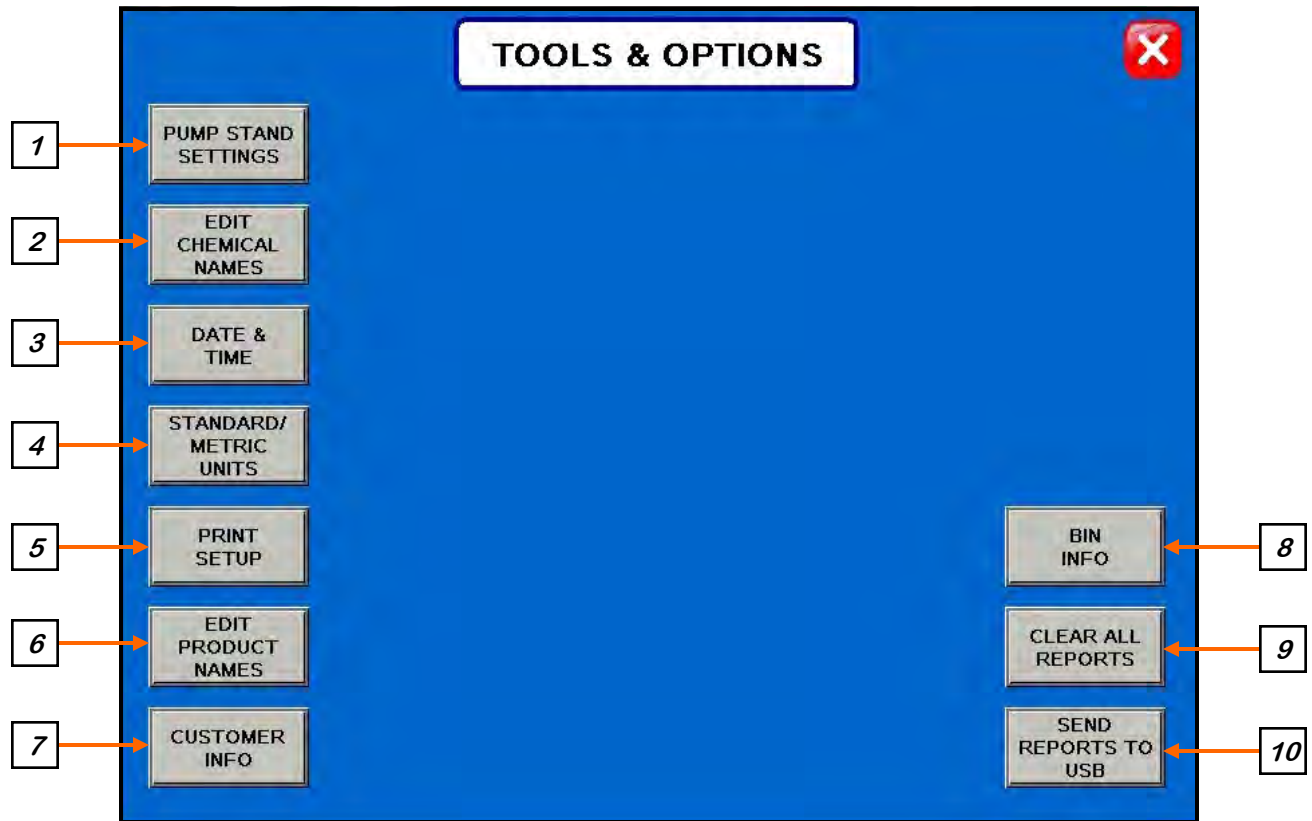 TOOLS & OPTIONS
1
PUMP STAND
SETTINGS
2
EDIT
CHEMICAL
NAMES
3
DATE &
TIME
4
STANDARD/
METRIC
UNITS
5
PRINT
SETUP
6
EDIT
PRODUCT
NAMES
7
CUSTOMER
INFO
BIN
INFO
8
CLEAR ALL
REPORTS
9
SEND
REPORTS TO
USB
10